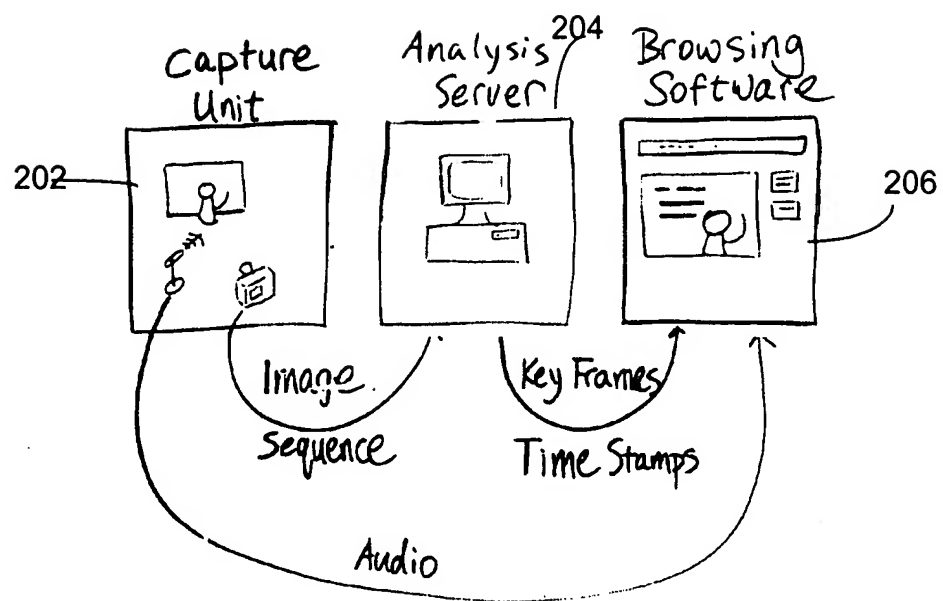 Capture
Unit
Analysis
Server
204
Browsing
Software
202
206
Image
Sequence
Key Frames
Time Stamps
Audio